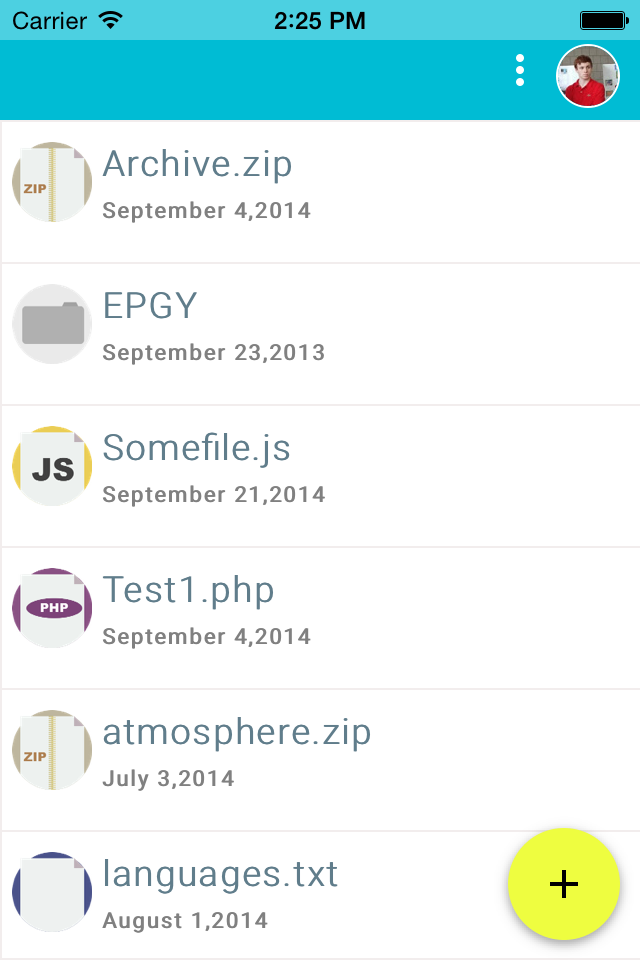 Carrier 2:25 PM
Archive.zip
ZIP
September 4,2014
EPGY
September 23,2013
Somefile.js
JS
September 21,2014
Test1.php
PHP
September 4,2014
atmosphere.zip
ZIP
July 3,2014
languages.txt
August 1,2014